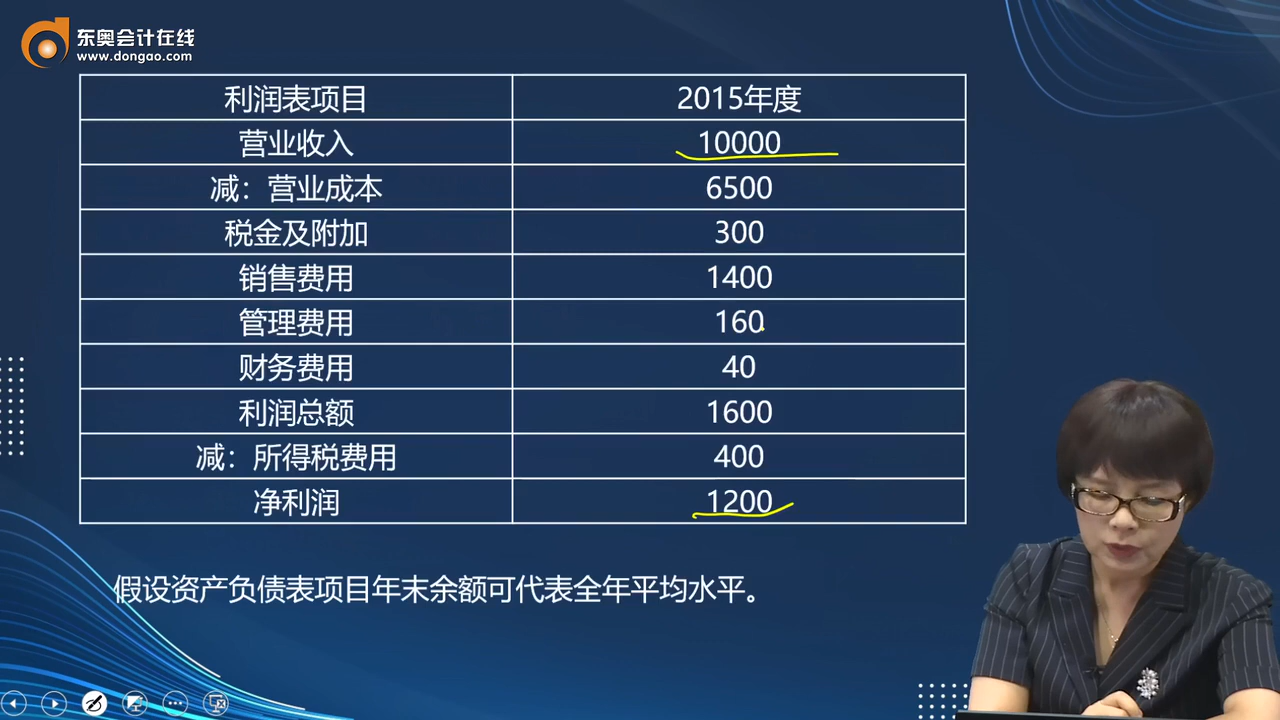 东奥会计在线
www.dongao.com
利润表项目 2015年度
营业收入 10000
减：营业成本 6500
税金及附加 300
销售费用 1400
管理费用 160
财务费用 40
利润总额 1600
减：所得税费用 400
净利润 1200
假设资产负债表项目年末余额可代表全年平均水平。